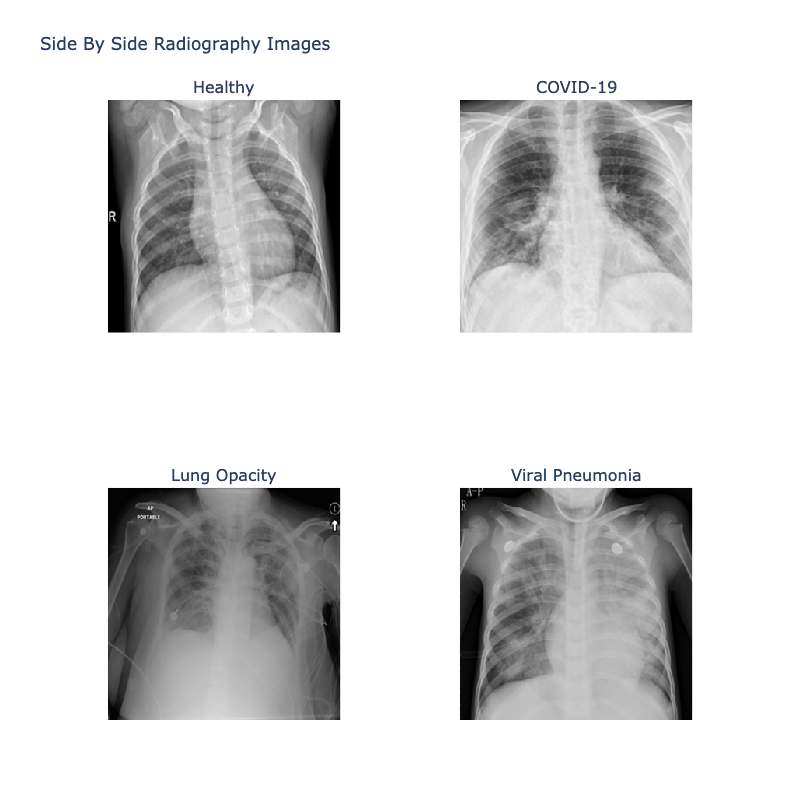 Side By Side Radiography Images
Healthy
COVID-19
R
Lung Opacity
Viral Pneumonia
AP
PORTABLE
A-P
R